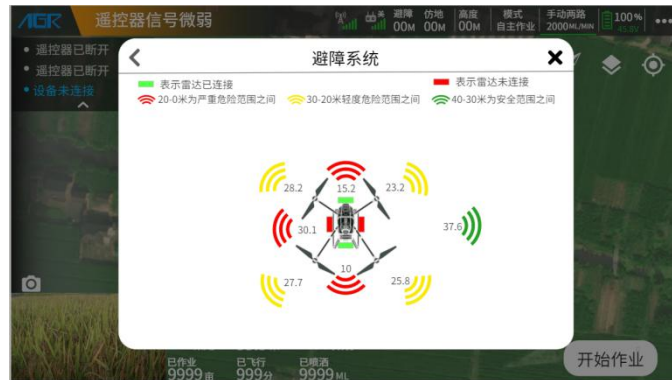 AGR 遥控器信号微弱
避障 仿地 高度 模式 手动两路 100%
00M 00M 00M 自主作业 2000ML/MIN 45.8V
遥控器已断开
遥控器已断开
设备未连接
避障系统
表示雷达已连接 表示雷达未连接
20-0米为严重危险范围之间 30-20米轻度危险范围之间 40-30米为安全范围之间
28.2 15.2 23.2
30.1 37.6
27.7 10 25.8
已作业 已飞行 已喷洒
9999亩 999分 9999ML
开始作业